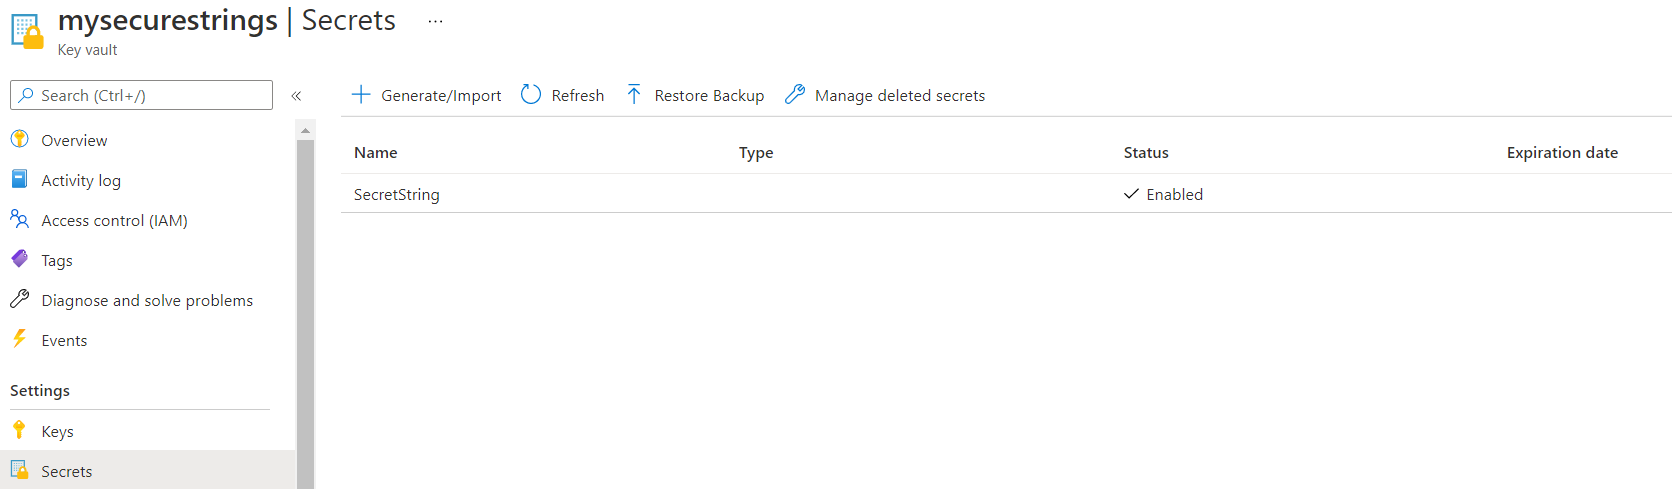 mysecurestrings | Secrets ...
Key vault
Search (Ctrl+/)
«
Overview
Activity log
Access control (IAM)
Tags
Diagnose and solve problems
Events
Settings
Keys
Secrets
Generate/Import Refresh Restore Backup Manage deleted secrets
Name Type Status Expiration date
SecretString Enabled